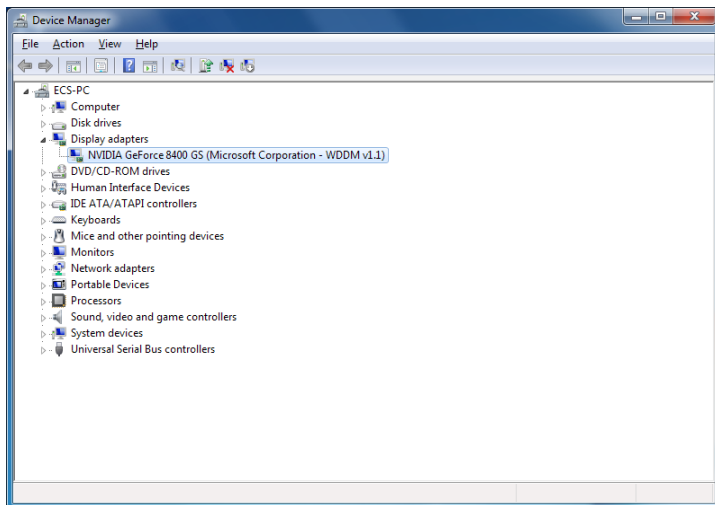 Device Manager
File Action View Help
ECS-PC
Computer
Disk drives
Display adapters
NVIDIA GeForce 8400 GS (Microsoft Corporation - WDDM v1.1)
DVD/CD-ROM drives
Human Interface Devices
IDE ATA/ATAPI controllers
Keyboards
Mice and other pointing devices
Monitors
Network adapters
Portable Devices
Processors
Sound, video and game controllers
System devices
Universal Serial Bus controllers